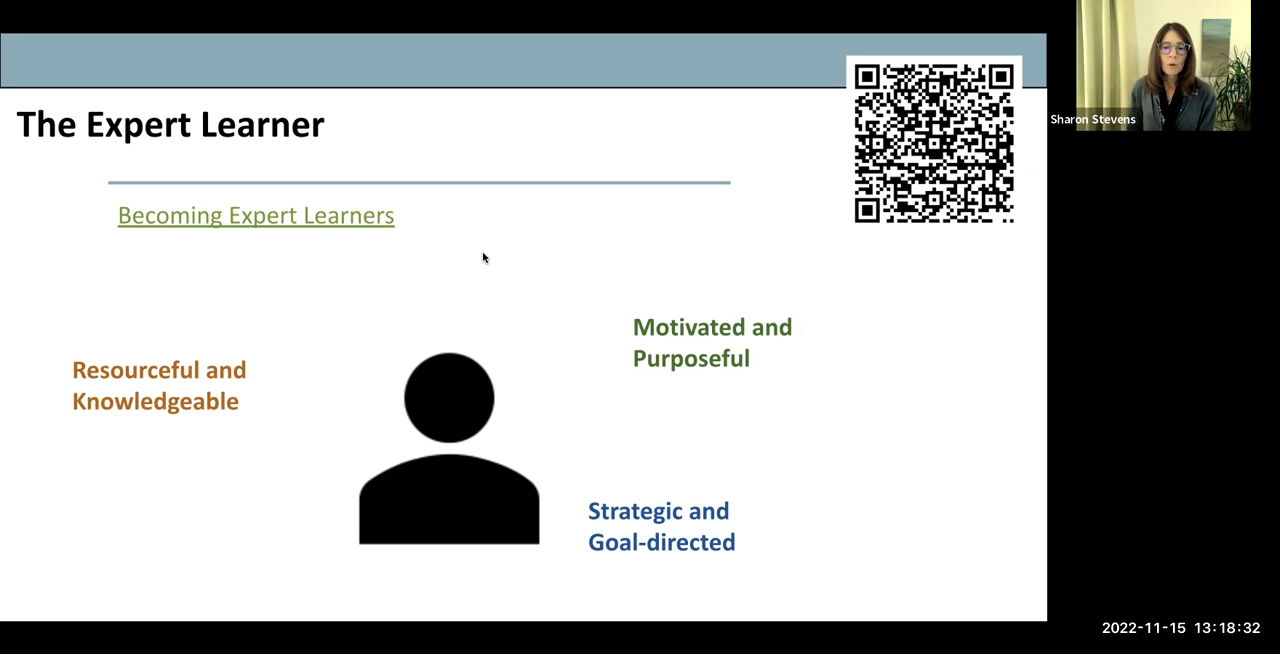 The Expert Learner
Becoming Expert Learners
Motivated and
Purposeful
Resourceful and
Knowledgeable
Strategic and
Goal-directed
Sharon Stevens
2022-11-15 13:18:32